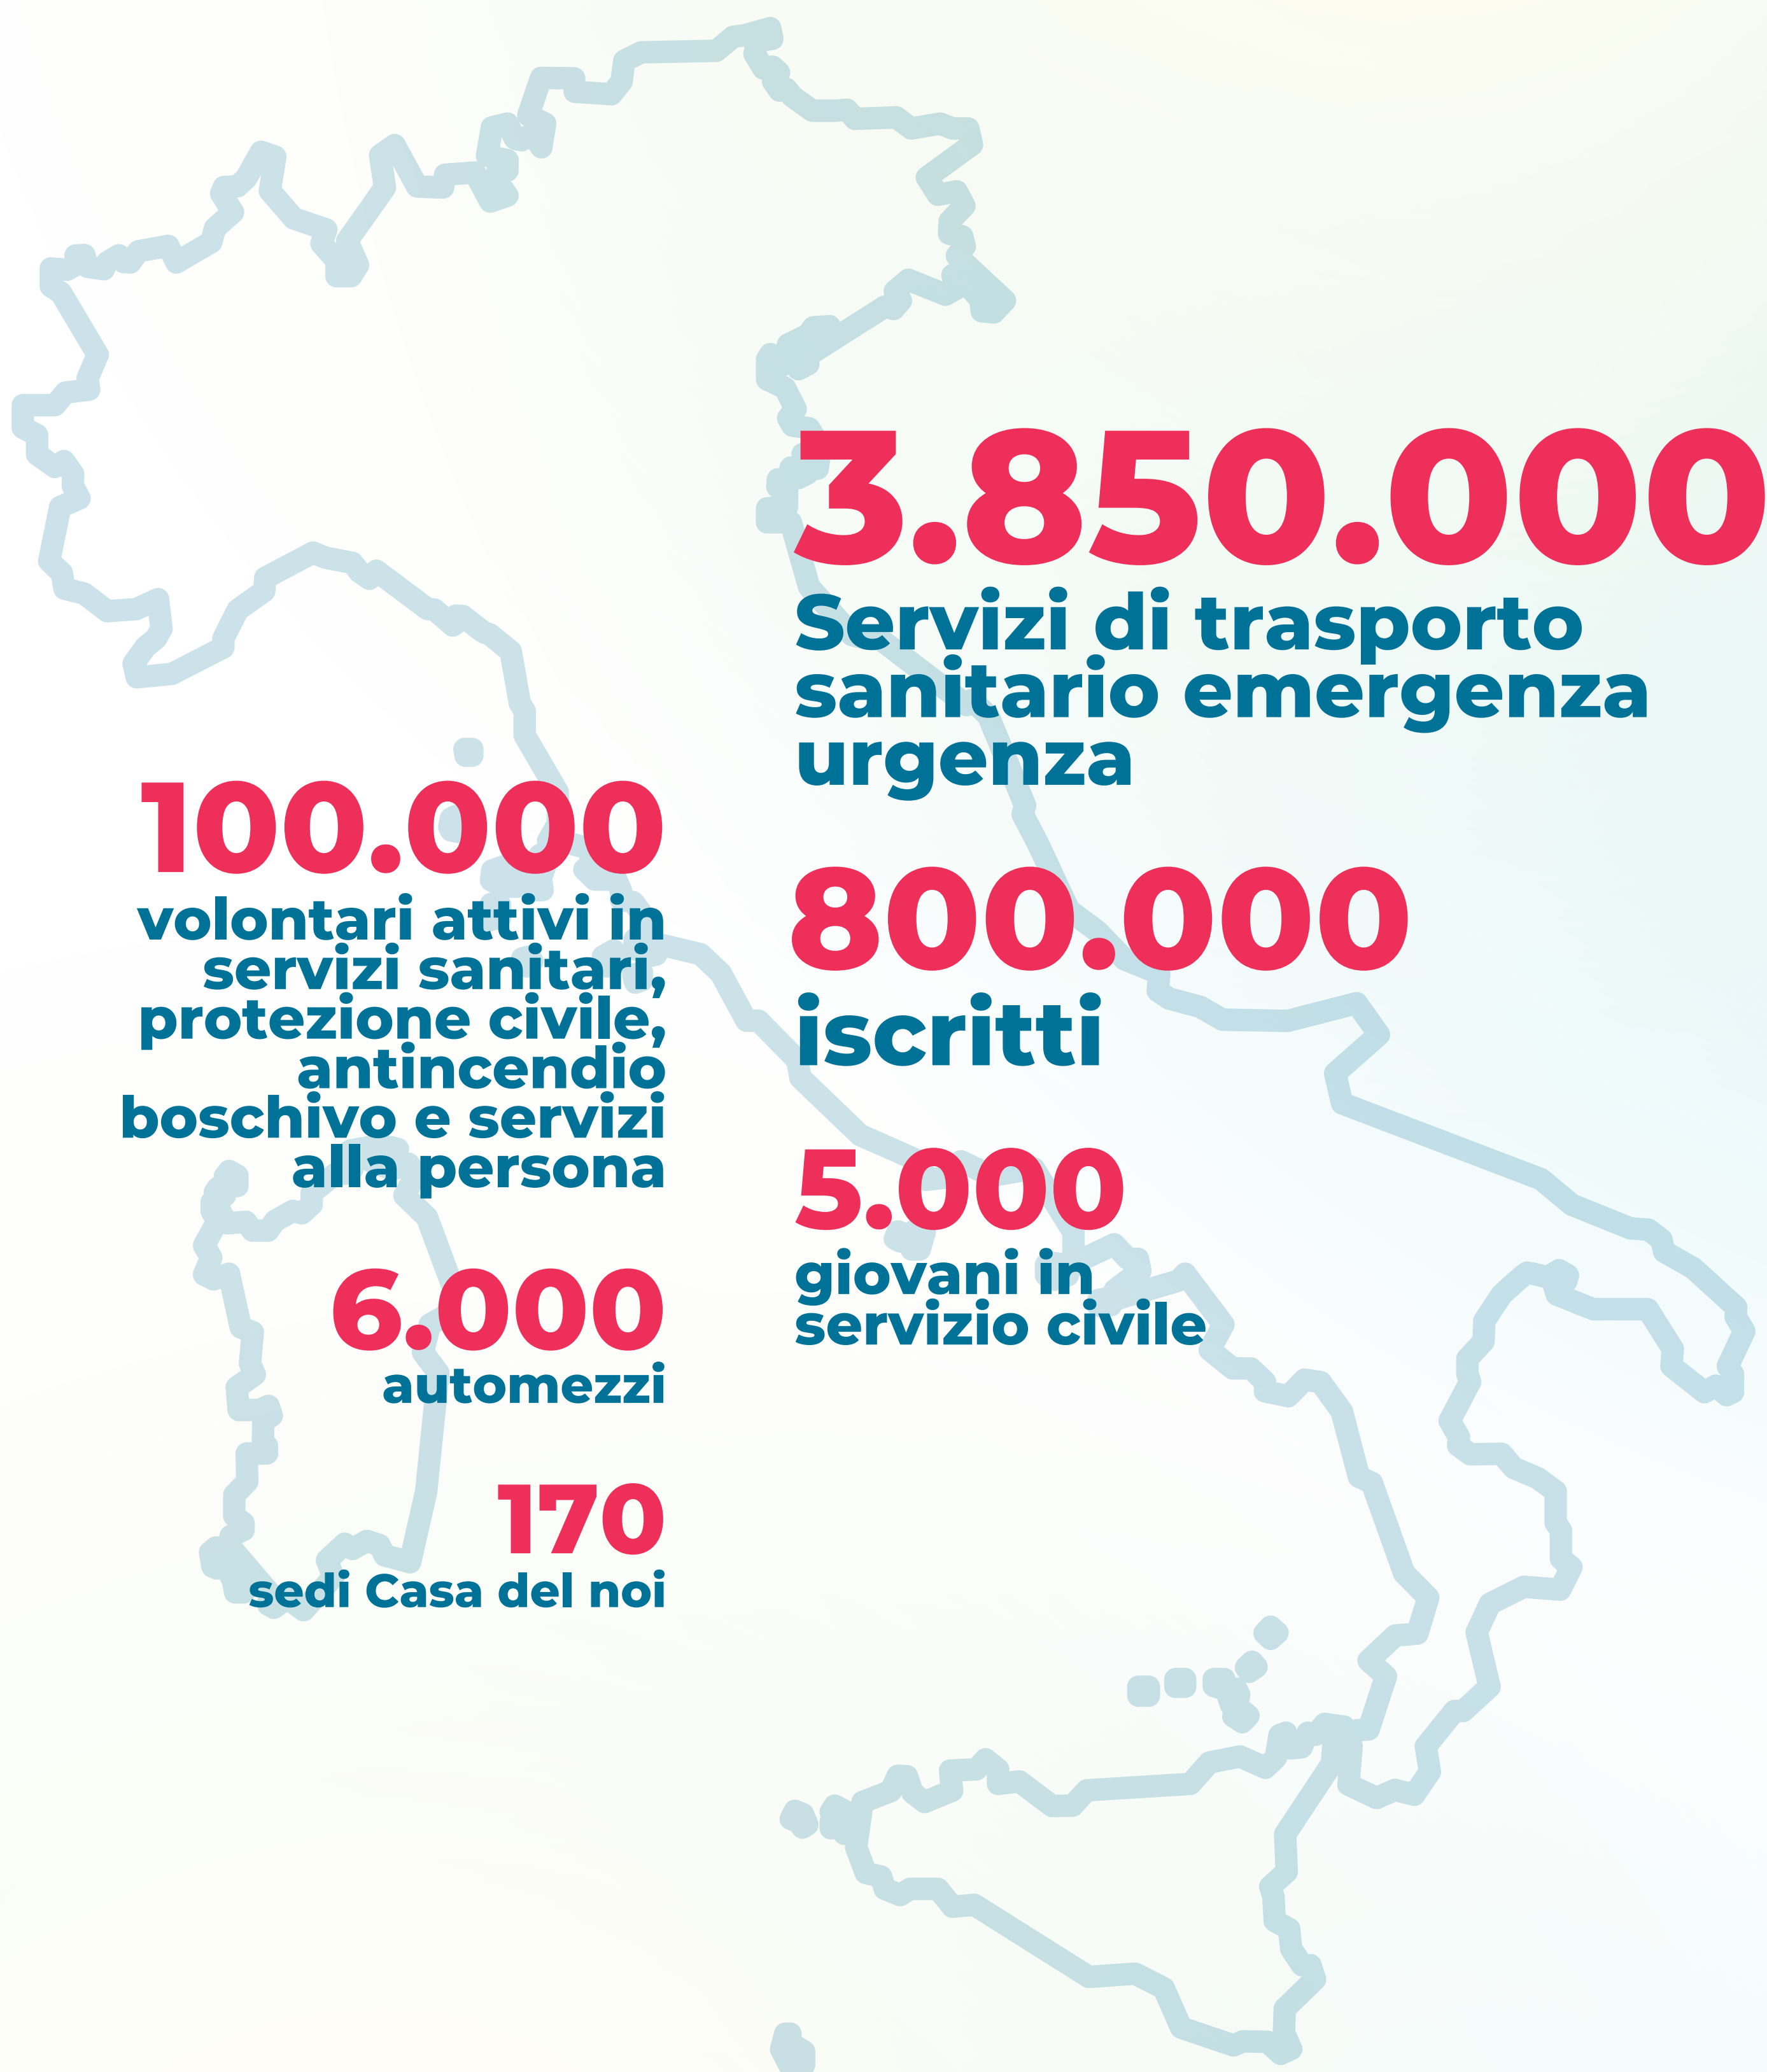 3.850.000
Servizi di trasporto
sanitario emergenza
urgenza
100.000
volontari attivi in
servizi sanitari,
protezione civile,
antincendio
boschivo e servizi
alla persona
800.000
iscritti
5.000
giovani in
servizio civile
6.000
automezzi
170
sedi Casa del noi